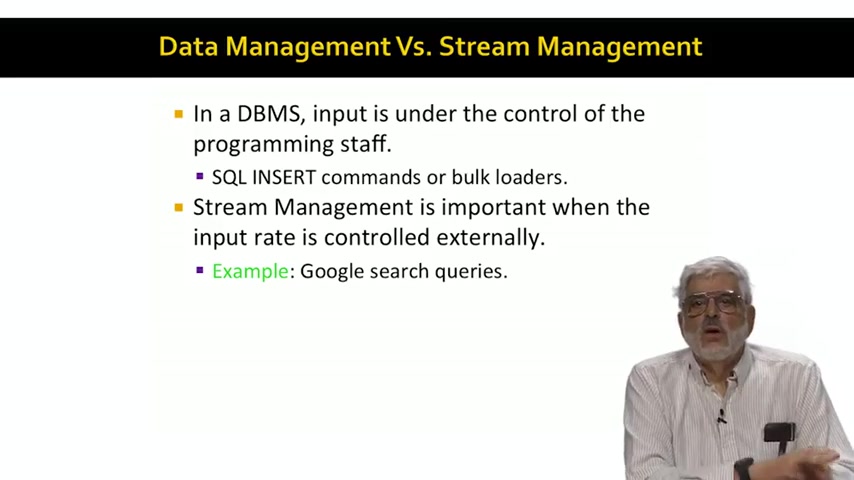 Data Management Vs. Stream Management
In a DBMS, input is under the control of the
programming staff.
SQL INSERT commands or bulk loaders.
Stream Management is important when the
input rate is controlled externally.
Example: Google search queries.